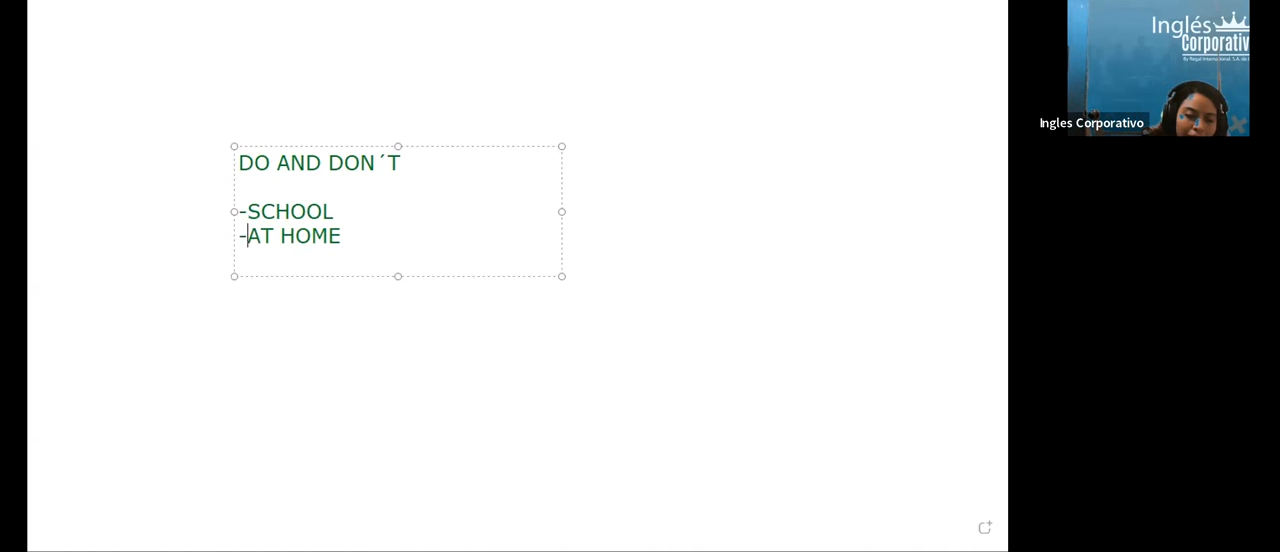 DO AND DON´T
-SCHOOL
-AT HOME
Inglés
Corporativ
Ingles Corporativo